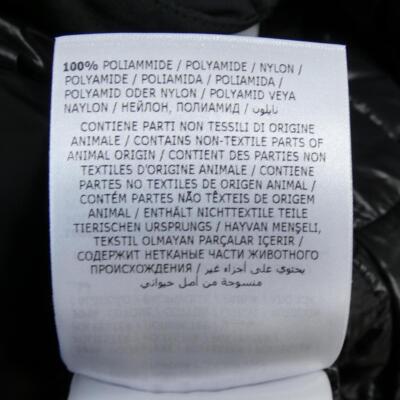 100% POLIAMMIDE / POLYAMIDE / NYLON /
POLYAMIDE / POLIAMIDA / POLIAMIDA /
POLYAMID ODER NYLON / POLYAMID VEYA
NAYLON / НЕЙЛОН, ПОЛИАМИД / نايلون
CONTIENE PARTI NON TESSILI DI ORIGINE
ANIMALE / CONTAINS NON-TEXTILE PARTS OF
ANIMAL ORIGIN / CONTIENT DES PARTIES NON
TEXTILES D'ORIGINE ANIMALE / CONTIENE
PARTES NO TEXTILES DE ORIGEN ANIMAL /
CONTÉM PARTES NÃO TÊXTEIS DE ORIGEM
ANIMAL / ENTHÄLT NICHTTEXTILE TEILE
TIERISCHEN URSPRUNGS / HAYVAN MENŞELİ,
TEKSTIL OLMAYAN PARÇALAR IÇERIR /
СОДЕРЖИТ НЕТКАНЫЕ ЧАСТИ ЖИВОТНОГО
ПРОИСХОЖДЕНИЯ / يحتوي على أجزاء غير
منسوجة من أصل حيواني